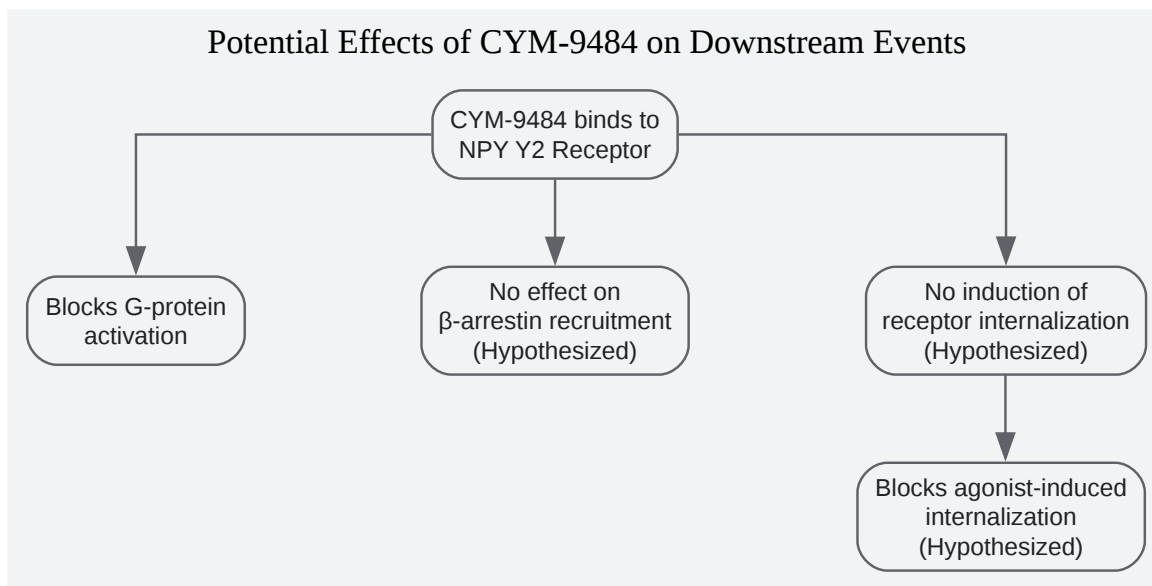 Potential Effects of CYM-9484 on Downstream Events
CYM-9484 binds to
NPY Y2 Receptor
Blocks G-protein
activation
No effect on
β-arrestin recruitment
(Hypothesized)
No induction of
receptor internalization
(Hypothesized)
Blocks agonist-induced
internalization
(Hypothesized)